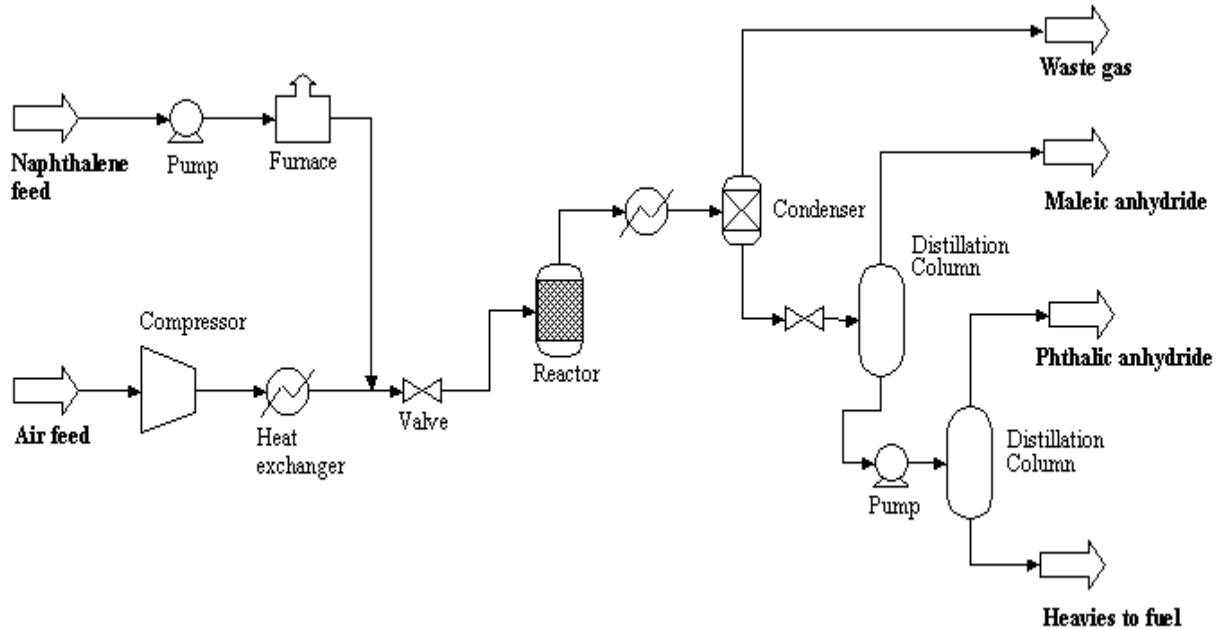 Waste gas
Naphthalene
feed
Pump
Furnace
Maleic anhydride
Condenser
Distillation
Column
Compressor
Reactor
Phthalic anhydride
Air feed
Heat
exchanger
Valve
Distillation
Column
Pump
Heavies to fuel